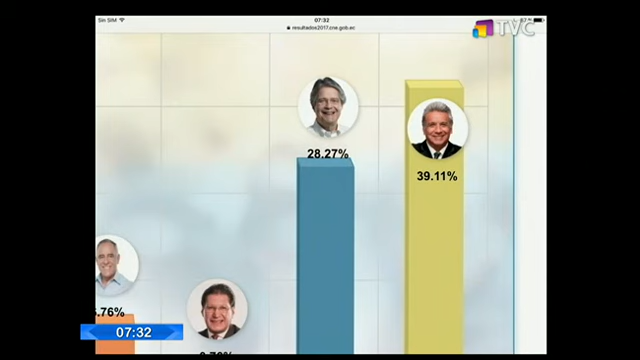 Sin SIM
07:32
resultados2017.cne.gob.ec
TVC
28.27%
39.11%
.76%
07:32